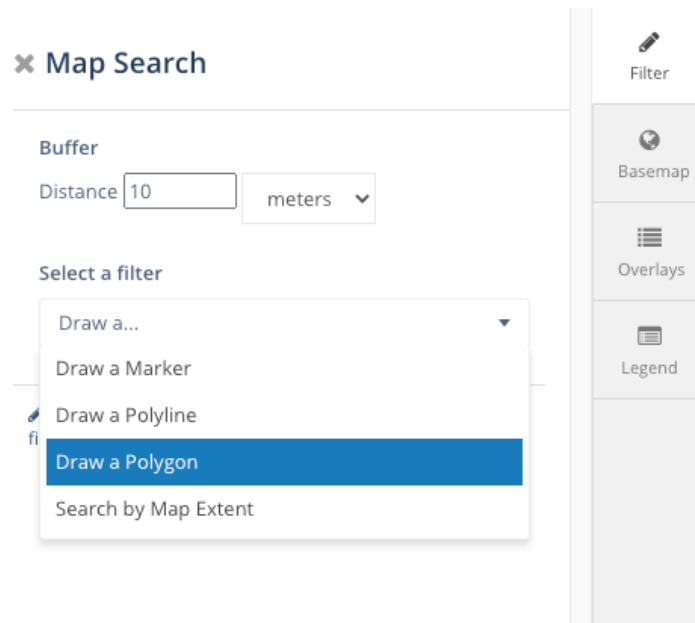 Map Search
Buffer
Distance 10 meters
Select a filter
Draw a...
Draw a Marker
Draw a Polyline
Draw a Polygon
Search by Map Extent
Filter
Basemap
Overlays
Legend